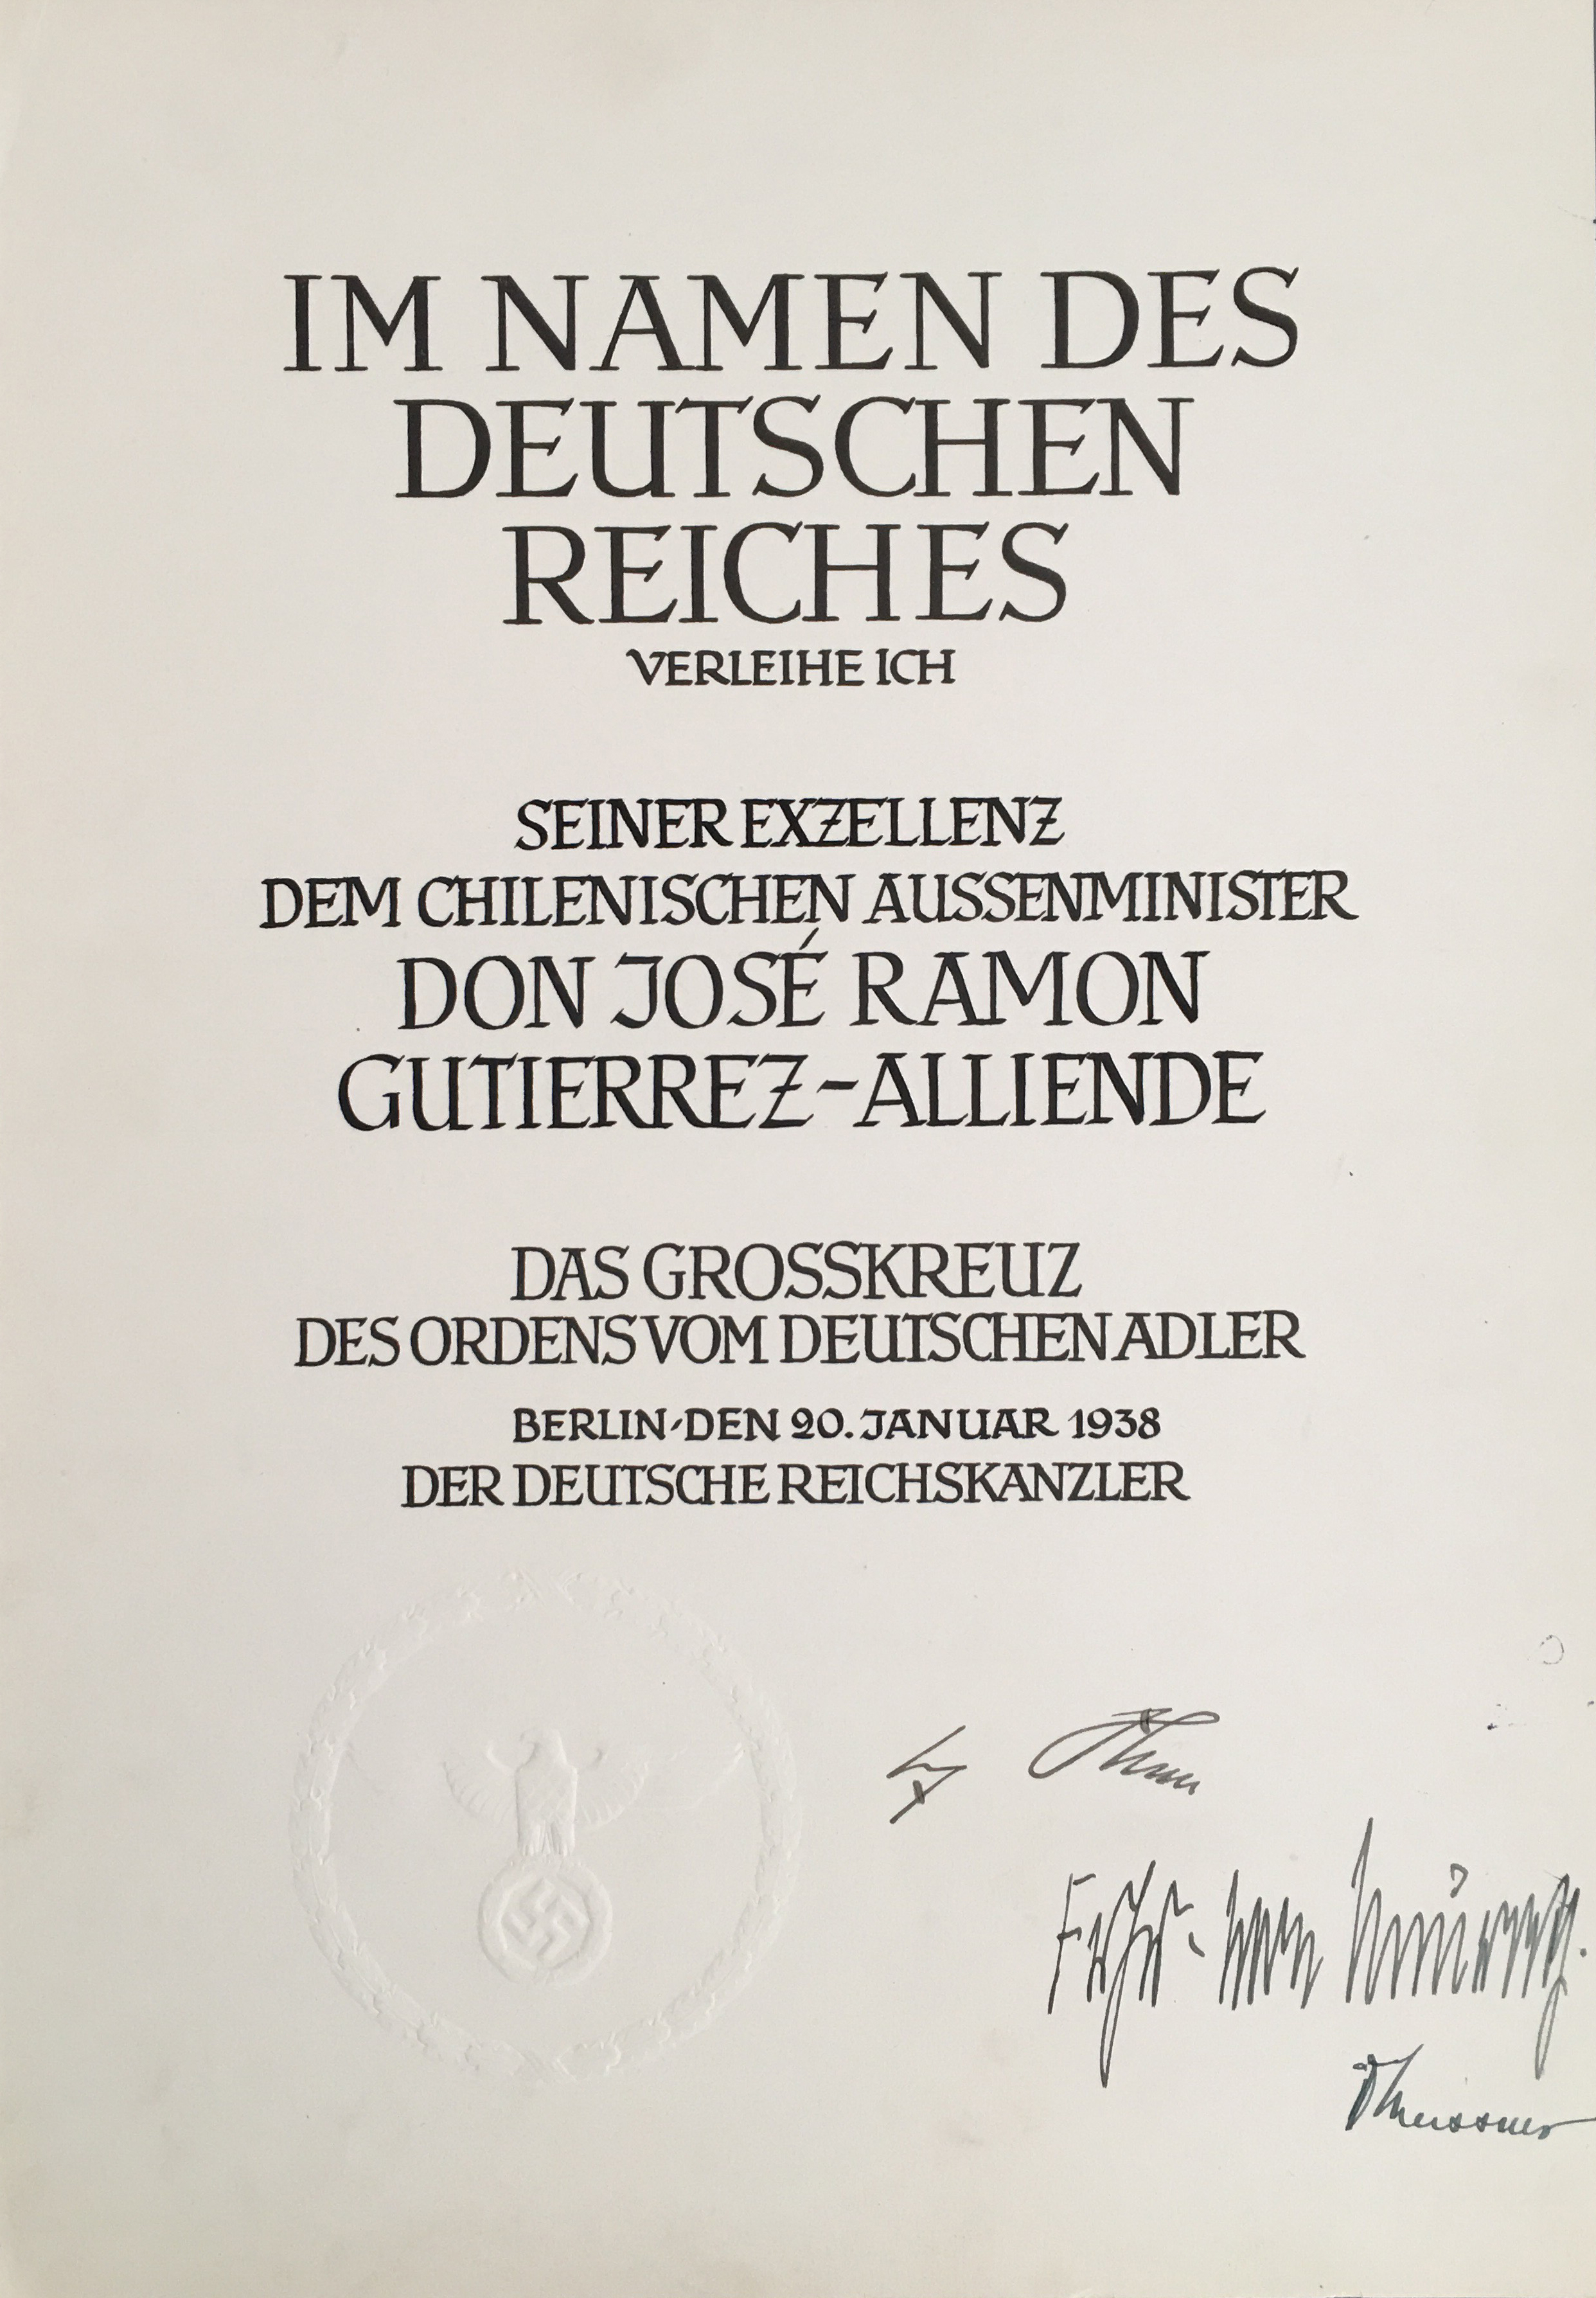 IM NAMEN DES
DEUTSCHEN
REICHES
VERLEIHE ICH
SEINER EXZELLENZ
DEM CHILENISCHEN AUSSENMINISTER
DON JOSÉ RAMON
GUTIERREZ-ALLIENDE
DAS GROSSKREUZ
DES ORDENS VOM DEUTSCHEN ADLER
BERLIN, DEN 20. JANUAR 1938
DER DEUTSCHE REICHSKANZLER